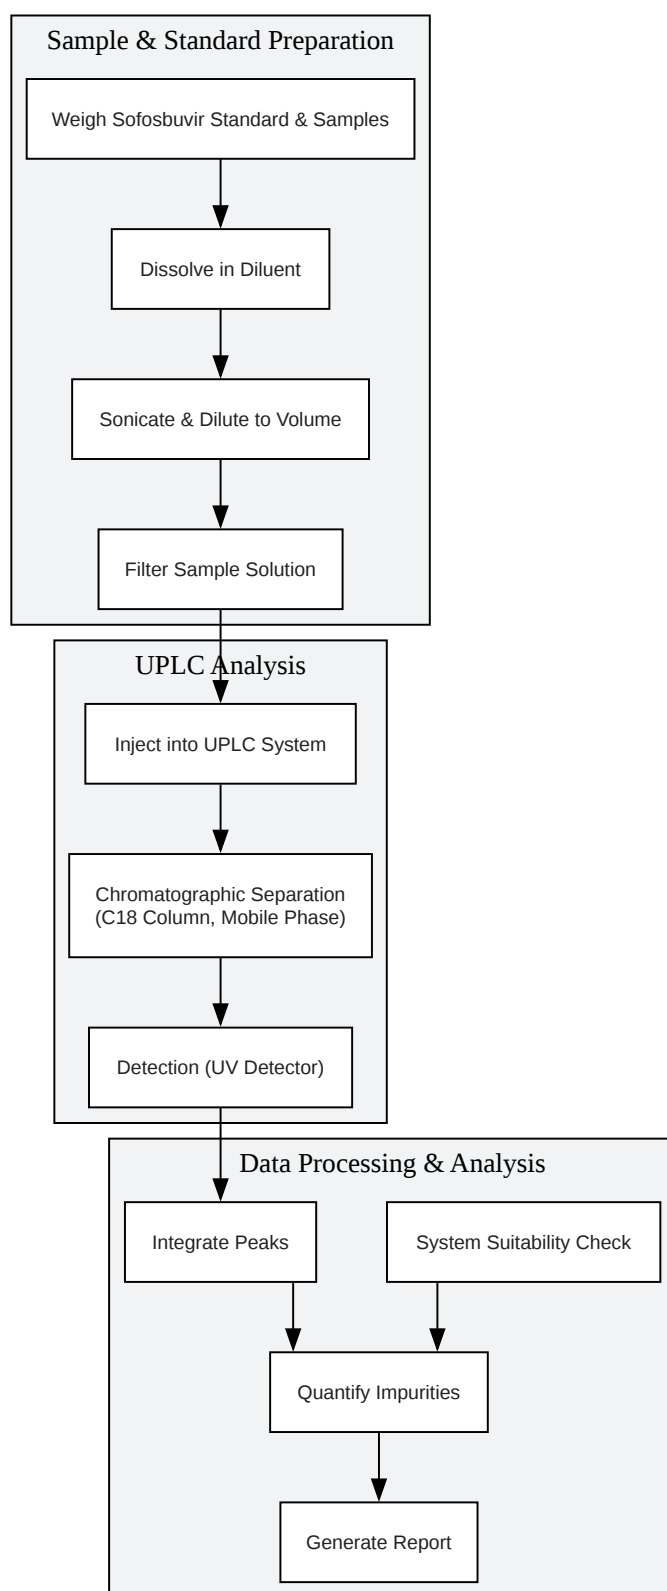 Sample & Standard Preparation
Weigh Sofosbuvir Standard & Samples
Dissolve in Diluent
Sonicate & Dilute to Volume
Filter Sample Solution
UPLC Analysis
Inject into UPLC System
Chromatographic Separation
(C18 Column, Mobile Phase)
Detection (UV Detector)
Data Processing & Analysis
Integrate Peaks
System Suitability Check
Quantify Impurities
Generate Report